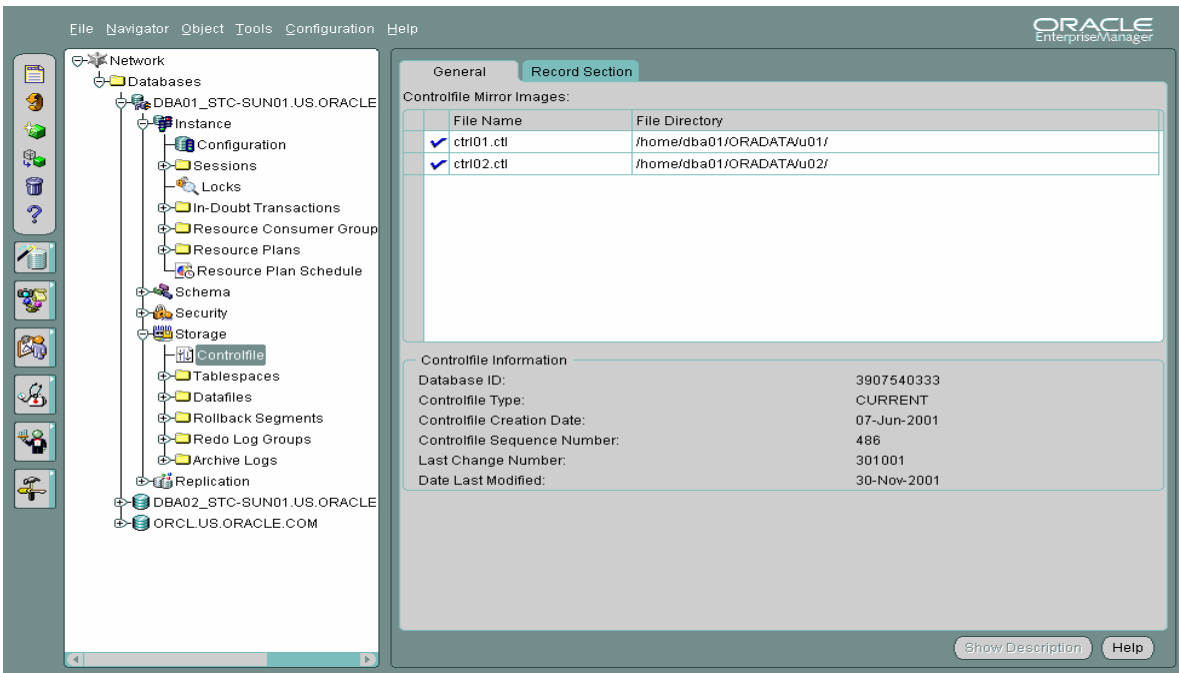 File Navigator Object Tools Configuration Help
ORACLE
EnterpriseManager
Network
Databases
DBA01_STC-SUN01.US.ORACLE
Instance
Configuration
Sessions
Locks
In-Doubt Transactions
Resource Consumer Group
Resource Plans
Resource Plan Schedule
Schema
Security
Storage
Controlfile
Tablespaces
Datafiles
Rollback Segments
Redo Log Groups
Archive Logs
Replication
DBA02_STC-SUN01.US.ORACLE
ORCL.US.ORACLE.COM
General Record Section
Controlfile Mirror Images:
File Name File Directory
ctrl01.ctl /home/dba01/ORADATA/u01/
ctrl02.ctl /home/dba01/ORADATA/u02/
Controlfile Information
Database ID: 3907540333
Controlfile Type: CURRENT
Controlfile Creation Date: 07-Jun-2001
Controlfile Sequence Number: 486
Last Change Number: 301001
Date Last Modified: 30-Nov-2001
Show Description Help